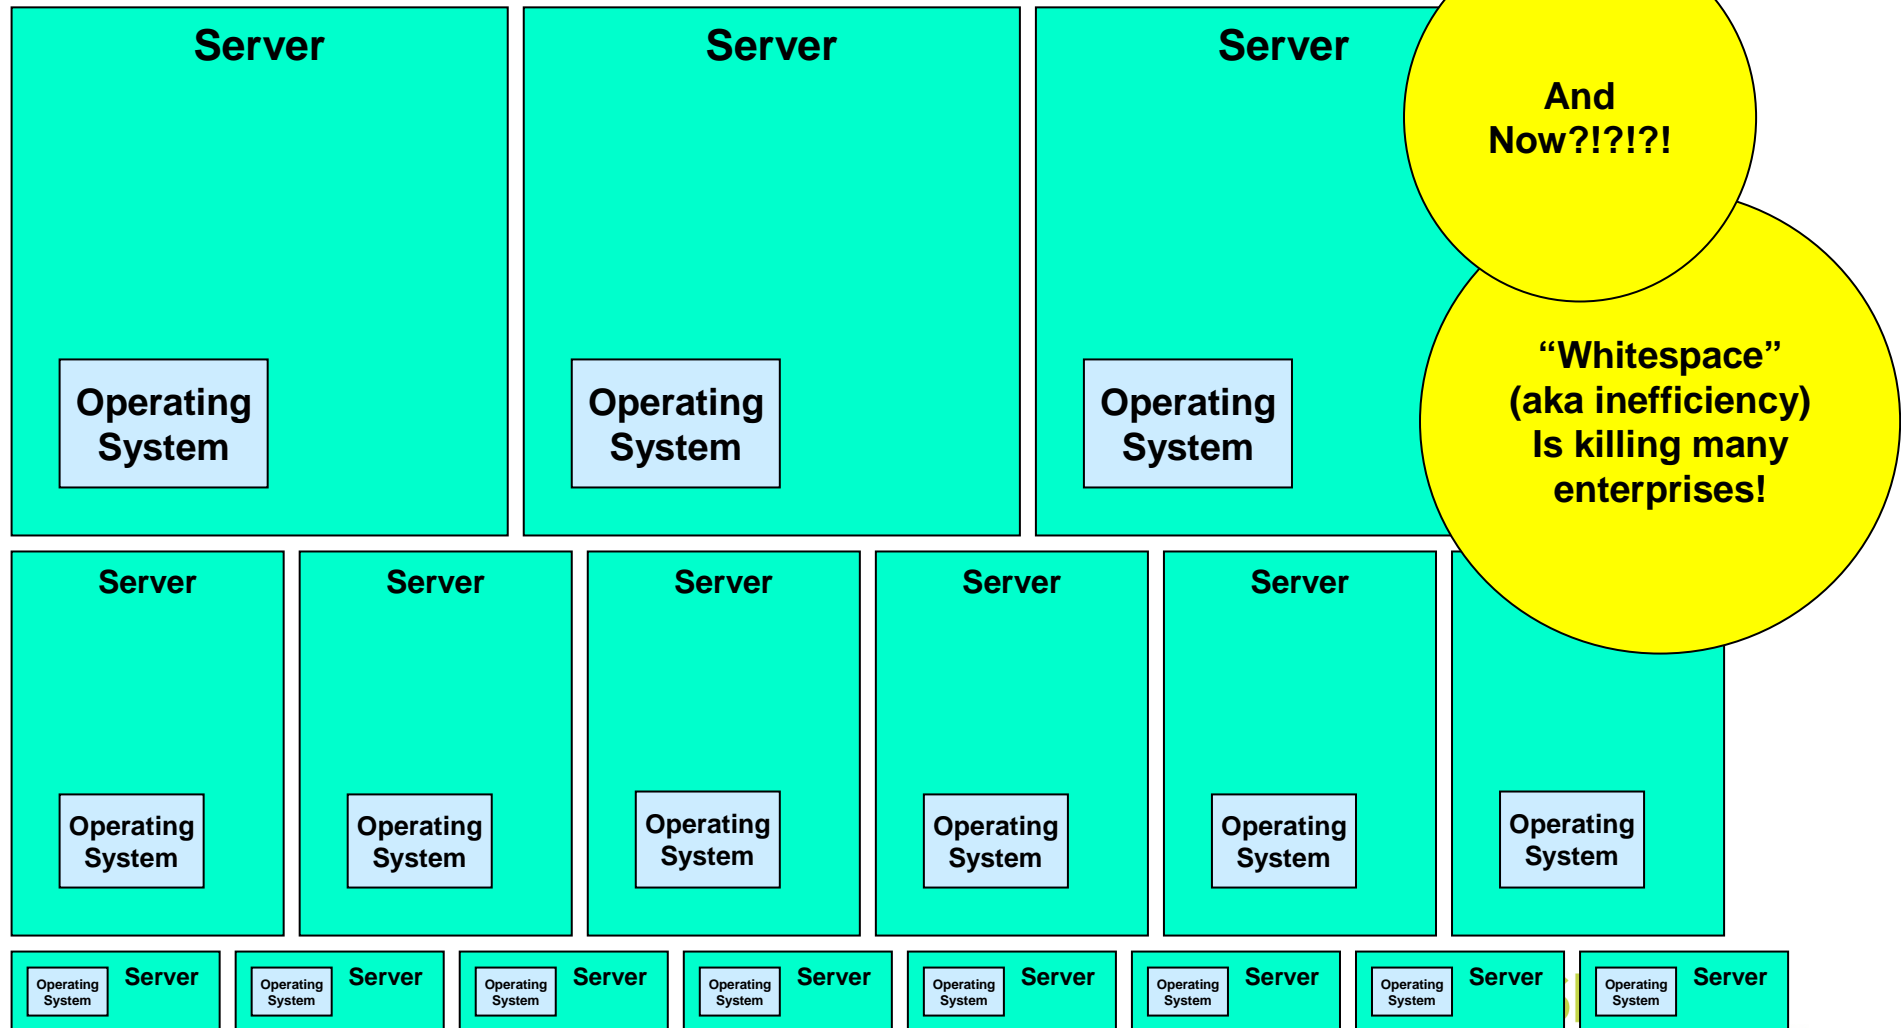 Server Server Server
And
Now?!?!?!
Operating Operating Operating
System System System
“Whitespace”
(aka inefficiency)
Is killing many
enterprises!
Server Server Server Server Server
Operating Operating Operating Operating Operating Operating
System System System System System System
Server Server Server Server Server Server Server Server
Operating Operating Operating Operating Operating Operating Operating Operating
System System System System System System System System